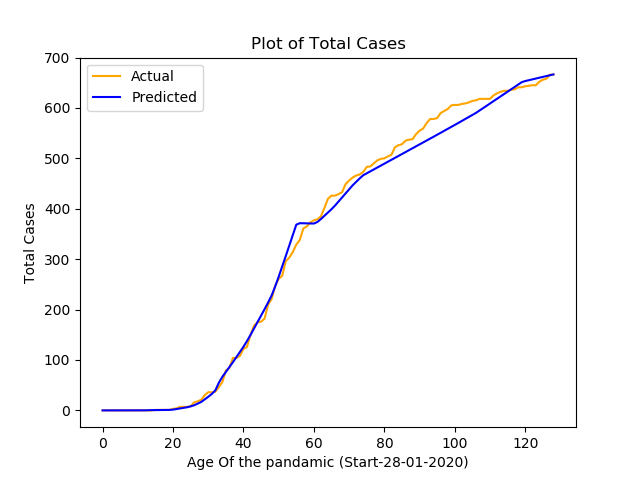 Plot of Total Cases
Actual
Predicted
700
600
500
400
300
200
100
0
Total Cases
0 20 40 60 80 100 120
Age Of the pandamic (Start-28-01-2020)